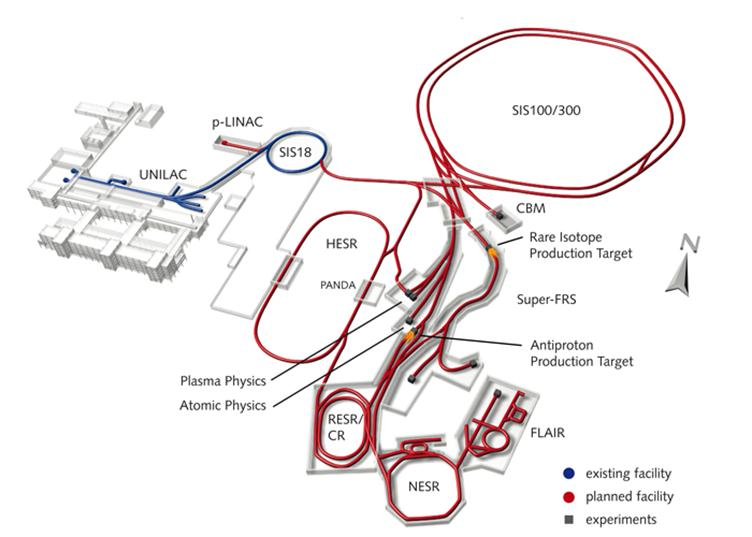 SIS100/300
p-LINAC
SIS18
UNILAC
CBM
HESR
Rare Isotope
Production Target
N
PANDA
Super-FRS
Antiproton
Production Target
Plasma Physics
Atomic Physics
RESR/
CR
FLAIR
NESR
existing facility
planned facility
experiments